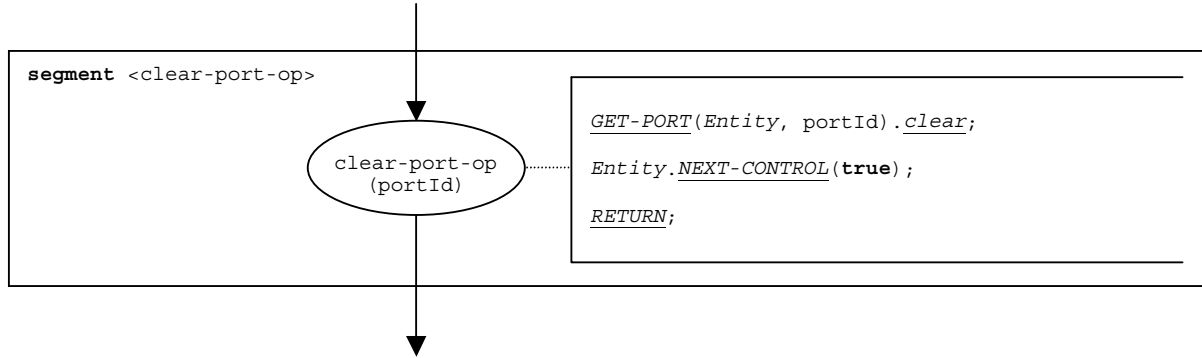 segment <clear-port-op>
clear-port-op
(portId)
GET-PORT(Entity, portId).clear;
Entity.NEXT-CONTROL(true);
RETURN;